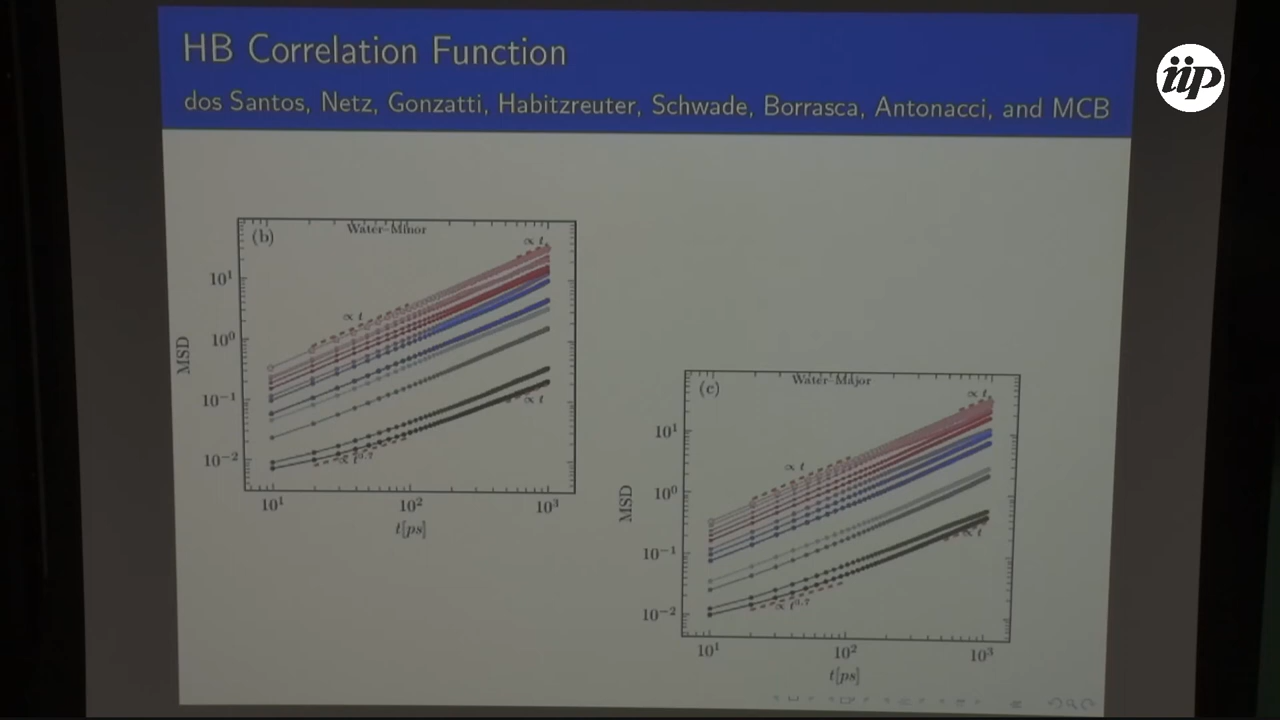 HB Correlation Function
dos Santos, Netz, Gonzatti, Habitzreuter, Schwade, Borrasca, Antonacci, and MCB
iip
(b)
Water–Minor
∝ t
∝ t
10¹
10⁰
MSD
10⁻¹
∝ t
10⁻²
∝ t⁰·⁷
10¹
10²
10³
t[ps]
(c)
Water–Major
∝ t
10¹
∝ t
10⁰
MSD
10⁻¹
∝ t
10⁻²
∝ t⁰·⁷
10¹
10²
10³
t[ps]